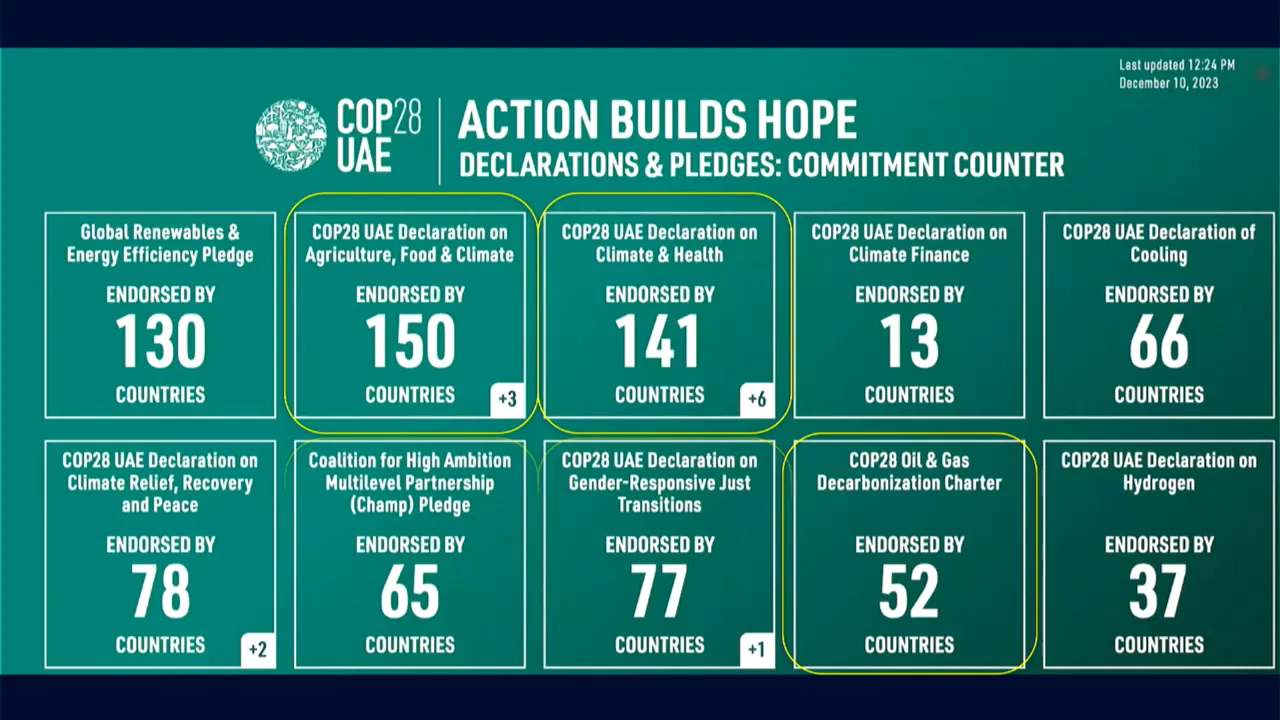 Last updated 12:24 PM
December 10, 2023
COP28
UAE
ACTION BUILDS HOPE
DECLARATIONS & PLEDGES: COMMITMENT COUNTER
Global Renewables &
Energy Efficiency Pledge
ENDORSED BY
130
COUNTRIES
COP28 UAE Declaration on
Agriculture, Food & Climate
ENDORSED BY
150
COUNTRIES
+3
COP28 UAE Declaration on
Climate & Health
ENDORSED BY
141
COUNTRIES
+6
COP28 UAE Declaration on
Climate Finance
ENDORSED BY
13
COUNTRIES
COP28 UAE Declaration of
Cooling
ENDORSED BY
66
COUNTRIES
COP28 UAE Declaration on
Climate Relief, Recovery
and Peace
ENDORSED BY
78
COUNTRIES
+2
Coalition for High Ambition
Multilevel Partnership
(Champ) Pledge
ENDORSED BY
65
COUNTRIES
COP28 UAE Declaration on
Gender-Responsive Just
Transitions
ENDORSED BY
77
COUNTRIES
+1
COP28 Oil & Gas
Decarbonization Charter
ENDORSED BY
52
COUNTRIES
COP28 UAE Declaration on
Hydrogen
ENDORSED BY
37
COUNTRIES